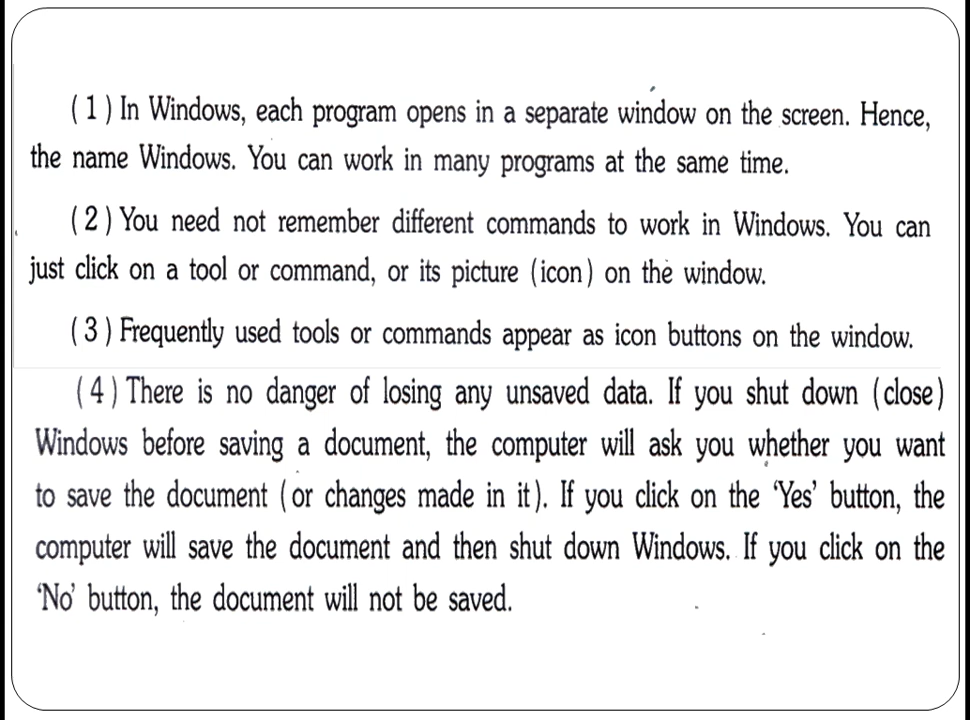 (1) In Windows, each program opens in a separate window on the screen. Hence,
the name Windows. You can work in many programs at the same time.
(2) You need not remember different commands to work in Windows. You can
just click on a tool or command, or its picture (icon) on the window.
(3) Frequently used tools or commands appear as icon buttons on the window.
(4) There is no danger of losing any unsaved data. If you shut down (close)
Windows before saving a document, the computer will ask you whether you want
to save the document (or changes made in it). If you click on the ‘Yes’ button, the
computer will save the document and then shut down Windows. If you click on the
‘No’ button, the document will not be saved.